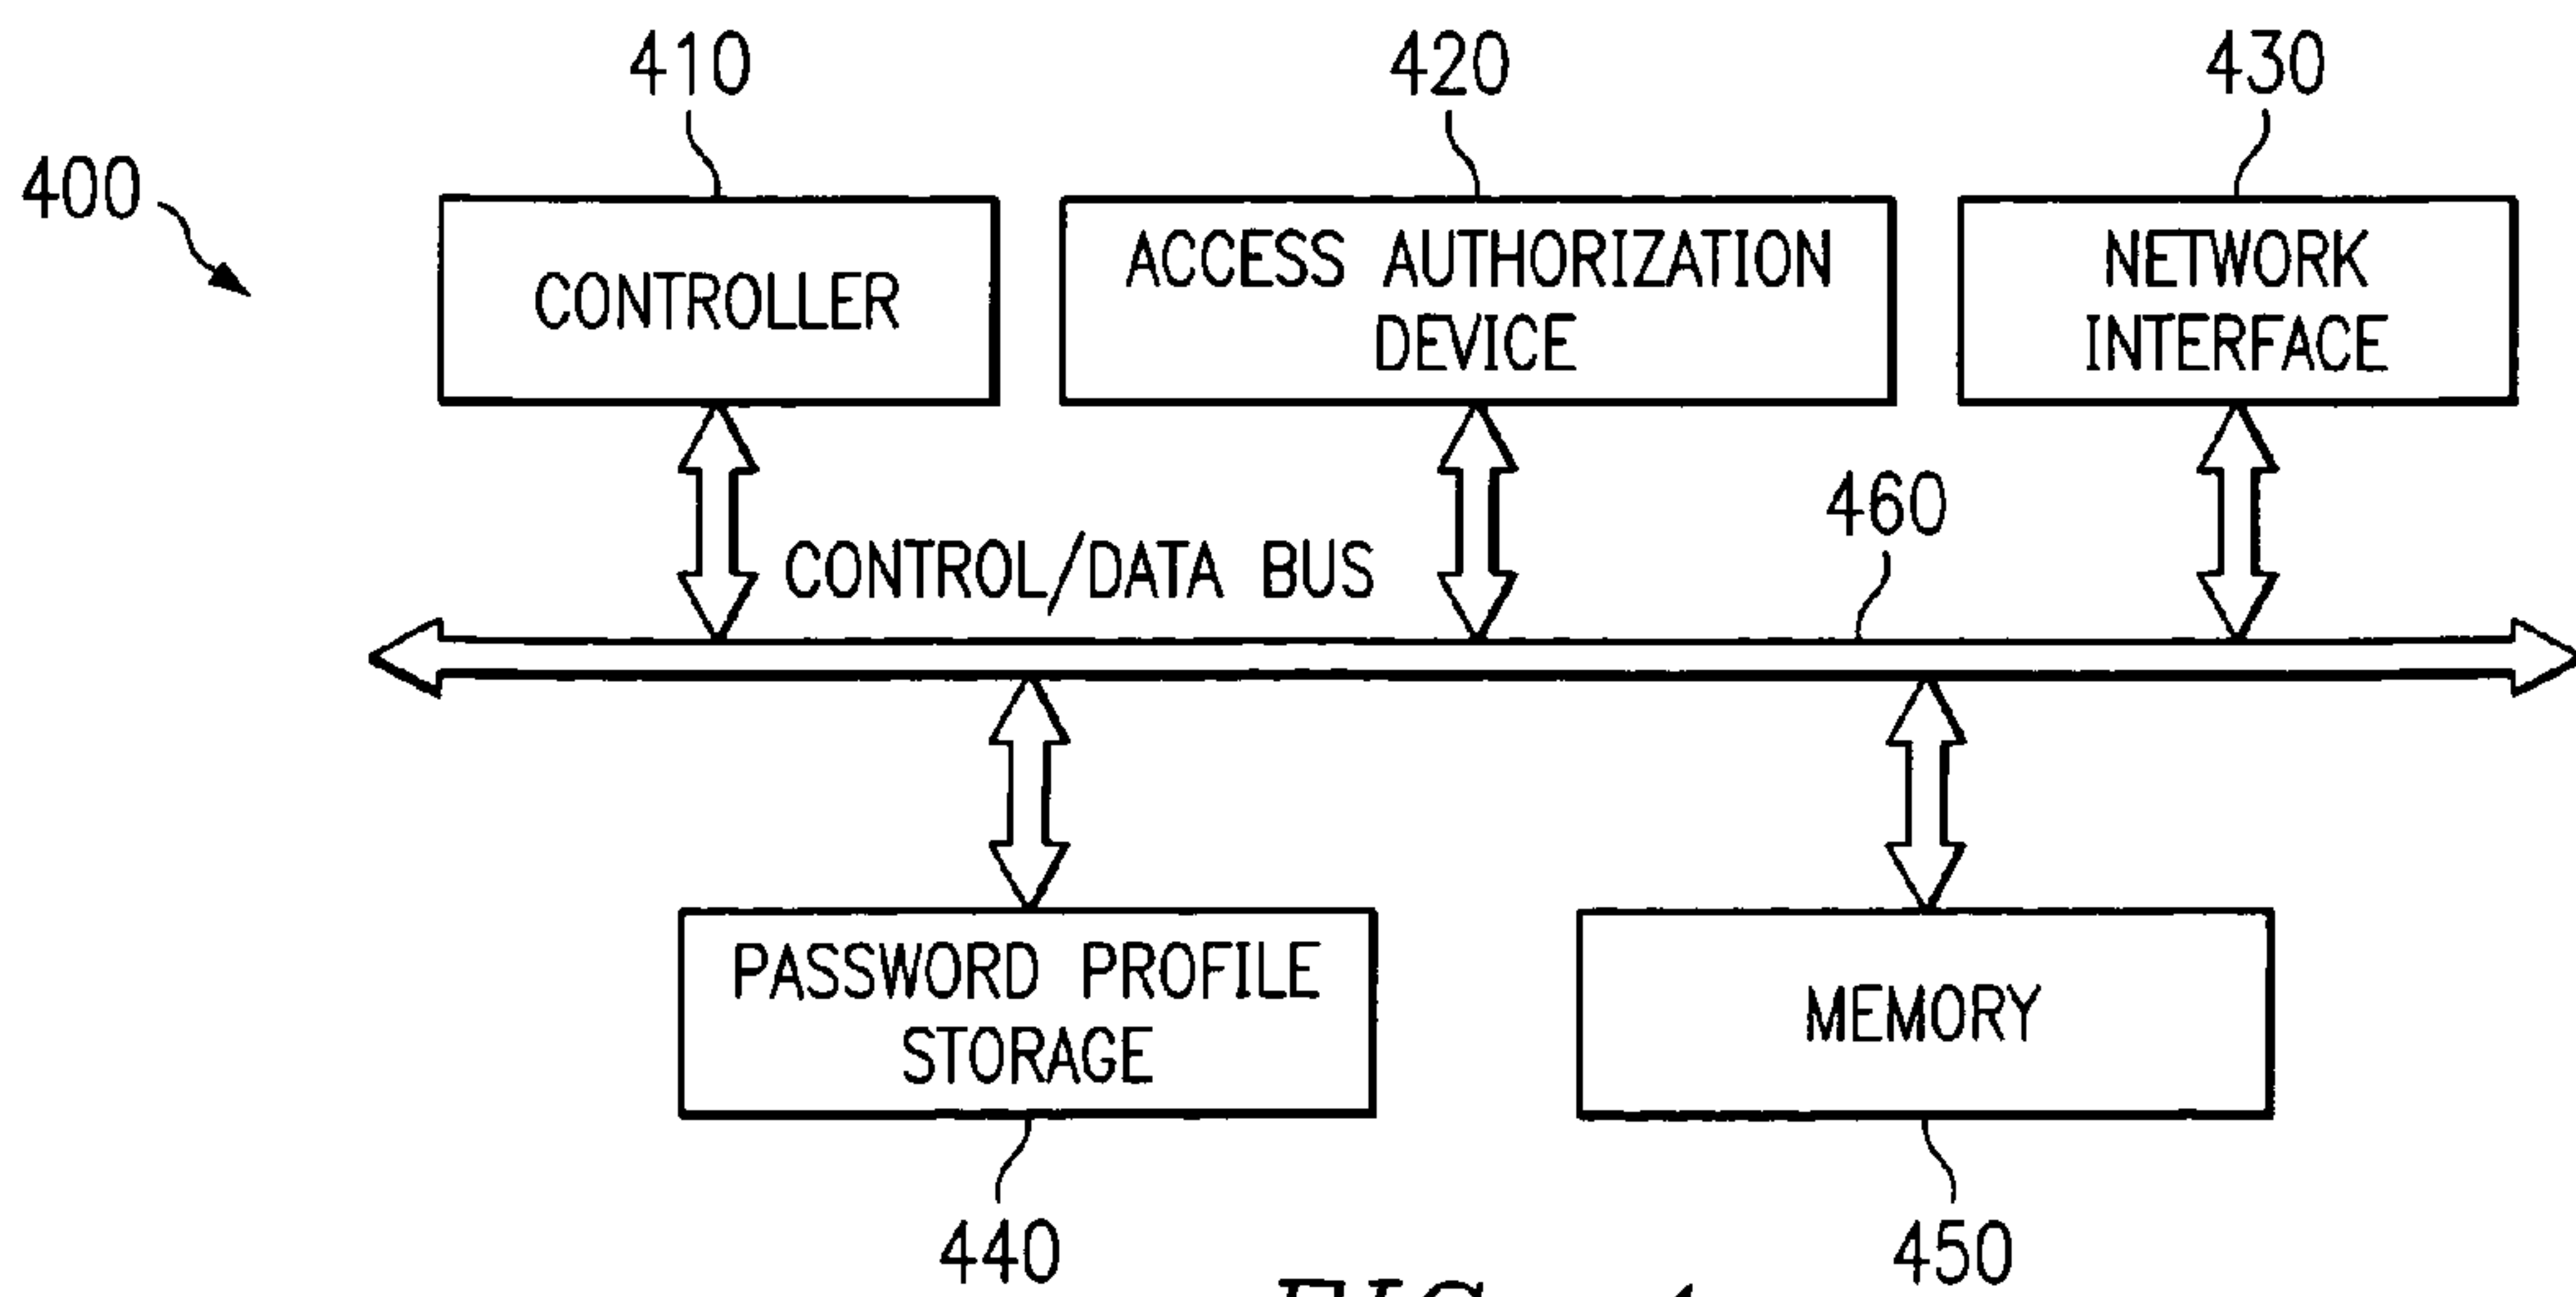 410
420
430
400
CONTROLLER
ACCESS AUTHORIZATION
DEVICE
NETWORK
INTERFACE
460
CONTROL/DATA BUS
PASSWORD PROFILE
STORAGE
MEMORY
440
450